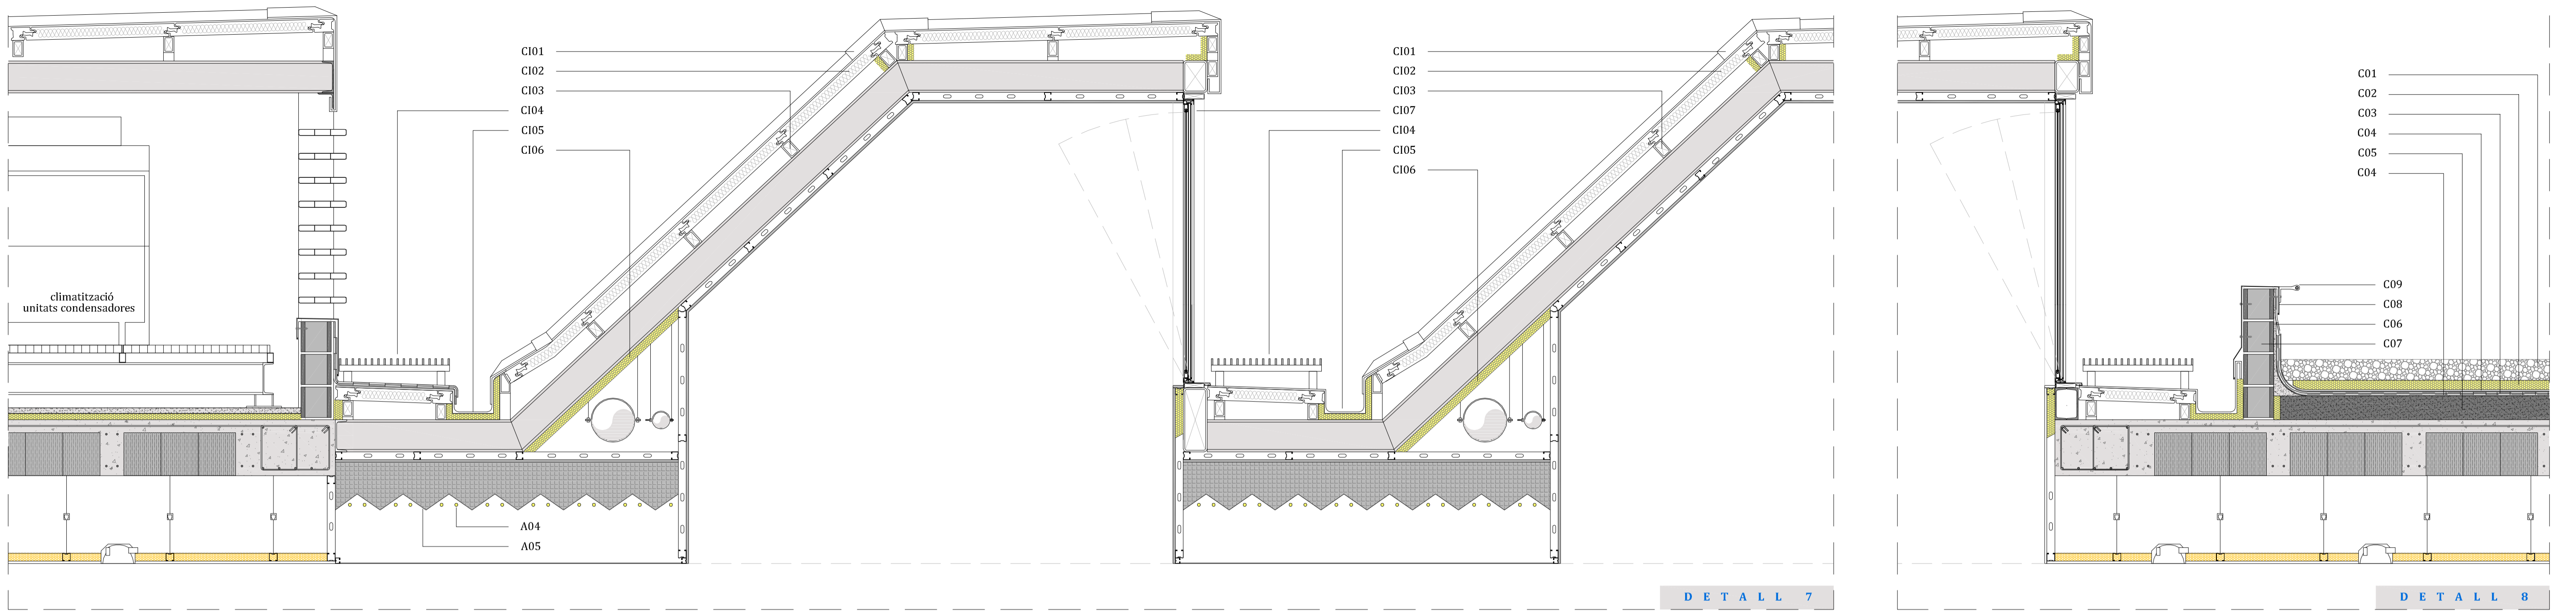 CI01
CI02
CI03
CI04
CI05
CI06
climatització
unitats condensadores
A04
A05
CI01
CI02
CI03
CI07
CI04
CI05
CI06
DETALL 7
C01
C02
C03
C04
C05
C04
C09
C08
C06
C07
DETALL 8